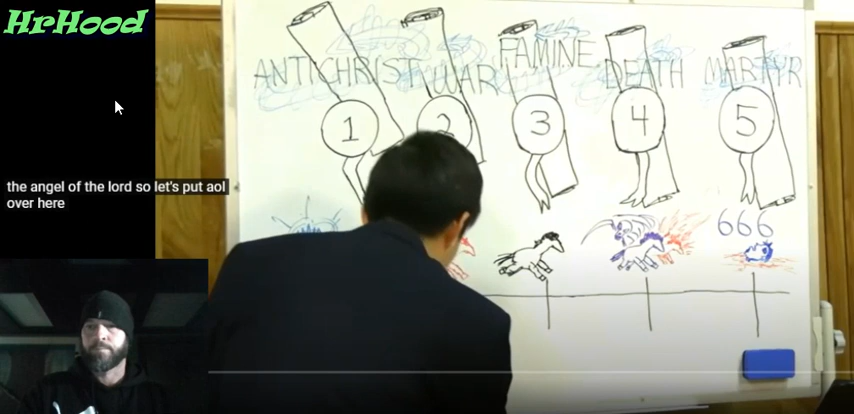 HrHood
ANTICHRIST WAR FAMINE DEATH MARTYR
1 2 3 4 5
the angel of the lord so let's put aol
over here
666